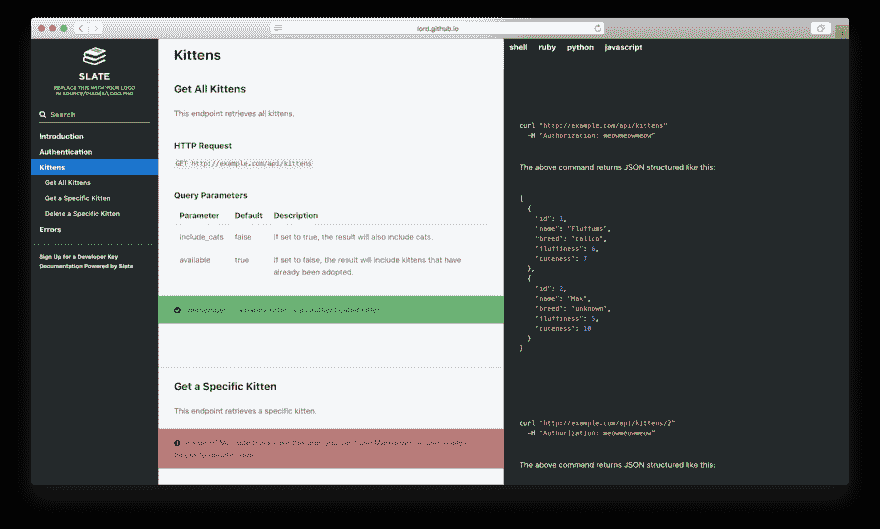 lord.github.io
SLATE
REPLACE THIS WITH YOUR LOGO
IN SOURCE/IMAGES/LOGO.PNG
Search
Introduction
Authentication
Kittens
Get All Kittens
Get a Specific Kitten
Delete a Specific Kitten
Errors
Sign Up for a Developer Key
Documentation Powered by Slate
Kittens
Get All Kittens
This endpoint retrieves all kittens.
HTTP Request
GET http://example.com/api/kittens
Query Parameters
Parameter Default Description
include_cats false If set to true, the result will also include cats.
available true If set to false, the result will include kittens that have
already been adopted.
Get a Specific Kitten
This endpoint retrieves a specific kitten.
shell ruby python javascript
curl "http://example.com/api/kittens"
-H "Authorization: meowmeowmeow"
The above command returns JSON structured like this:
[
{
"id": 1,
"name": "Fluffums",
"breed": "calico",
"fluffiness": 6,
"cuteness": 7
},
{
"id": 2,
"name": "Max",
"breed": "unknown",
"fluffiness": 5,
"cuteness": 10
}
]
curl "http://example.com/api/kittens/2"
-H "Authorization: meowmeowmeow"
The above command returns JSON structured like this: